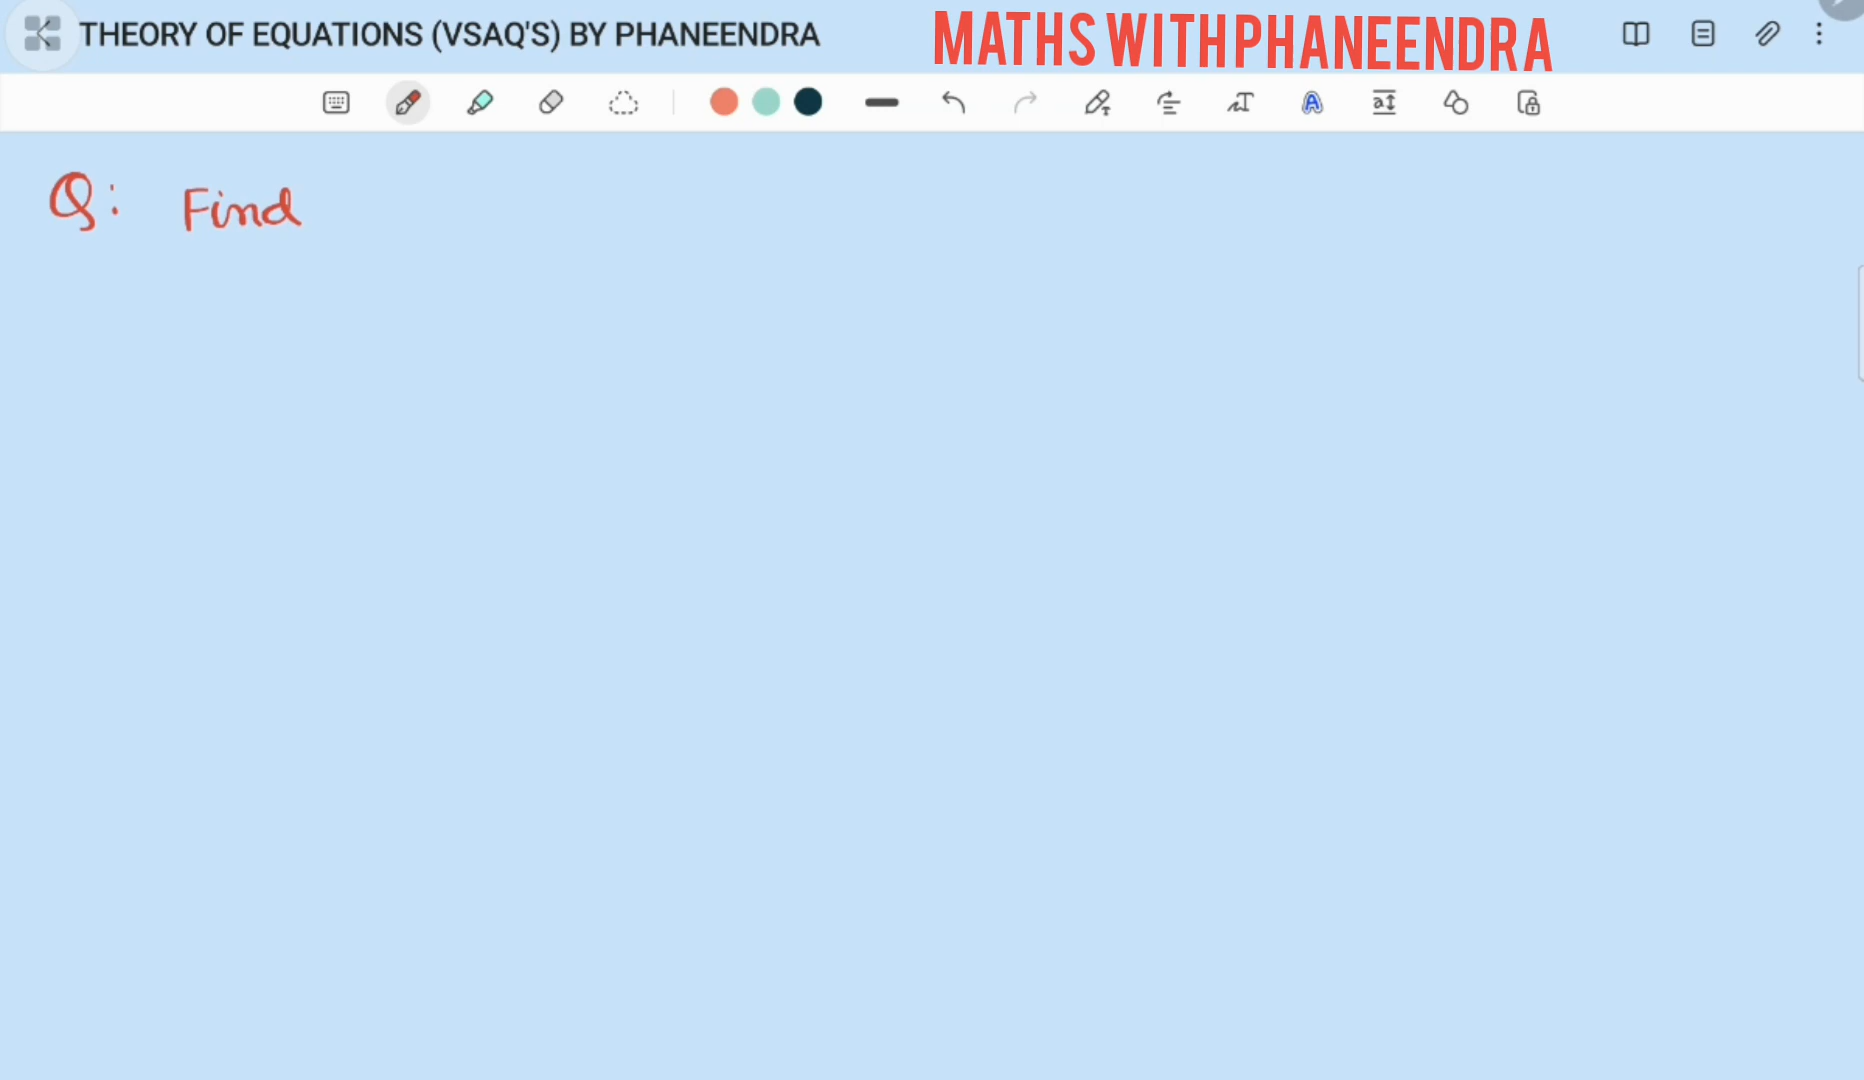 THEORY OF EQUATIONS (VSAQ'S) BY PHANEENDRA
MATHS WITH PHANEENDRA
Q: Find